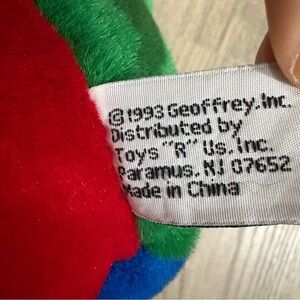 ©1993 Geoffrey, Inc.
Distributed by
Toys "R" Us, Inc.
Paramus, NJ 07652
Made in China